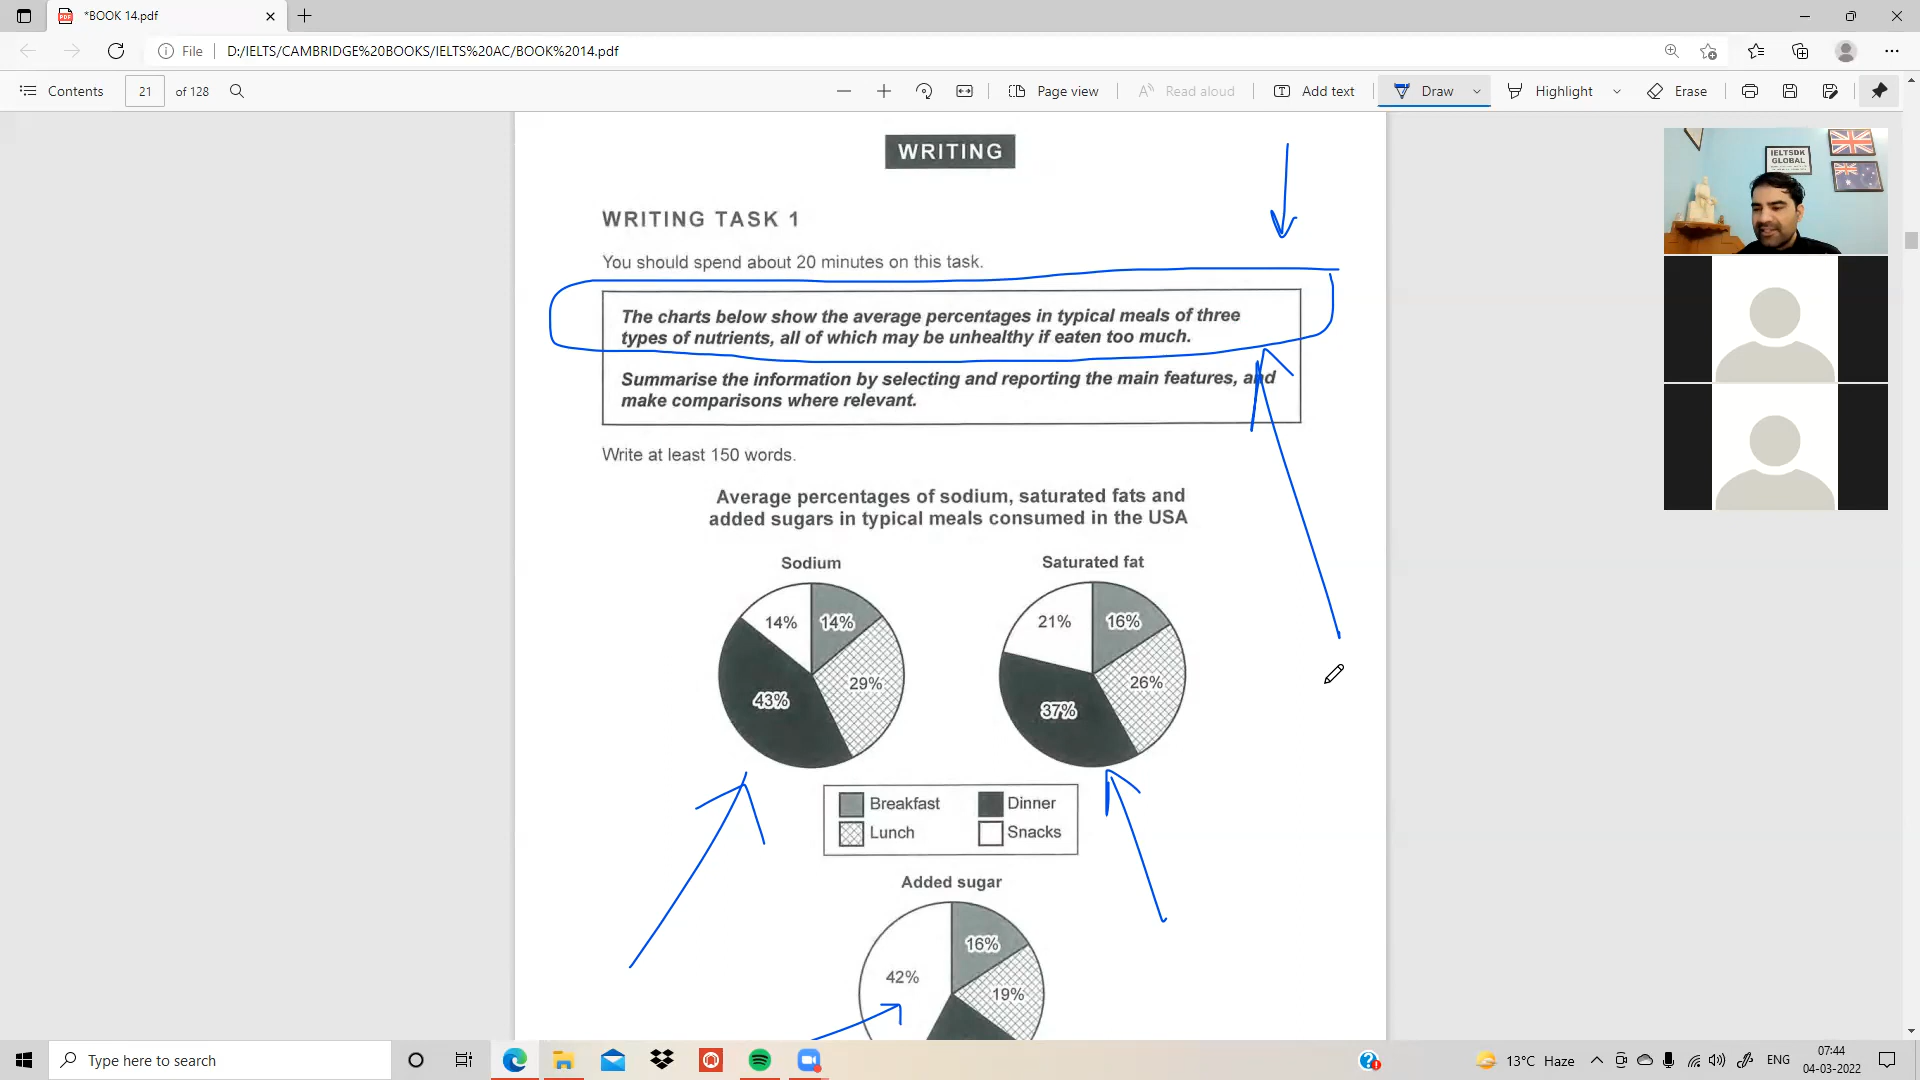 *BOOK 14.pdf
File
D:/IELTS/CAMBRIDGE%20BOOKS/IELTS%20AC/BOOK%2014.pdf
Contents
21
of 128
Page view
Read aloud
Add text
Draw
Highlight
Erase
WRITING
WRITING TASK 1
You should spend about 20 minutes on this task.
The charts below show the average percentages in typical meals of three
types of nutrients, all of which may be unhealthy if eaten too much.
Summarise the information by selecting and reporting the main features, and
make comparisons where relevant.
Write at least 150 words.
Average percentages of sodium, saturated fats and
added sugars in typical meals consumed in the USA
Sodium
Saturated fat
14%
14%
29%
43%
21%
16%
26%
37%
Breakfast
Dinner
Lunch
Snacks
Added sugar
16%
42%
19%
IELTSDK
GLOBAL
Type here to search
13°C Haze
ENG
07:44
04-03-2022